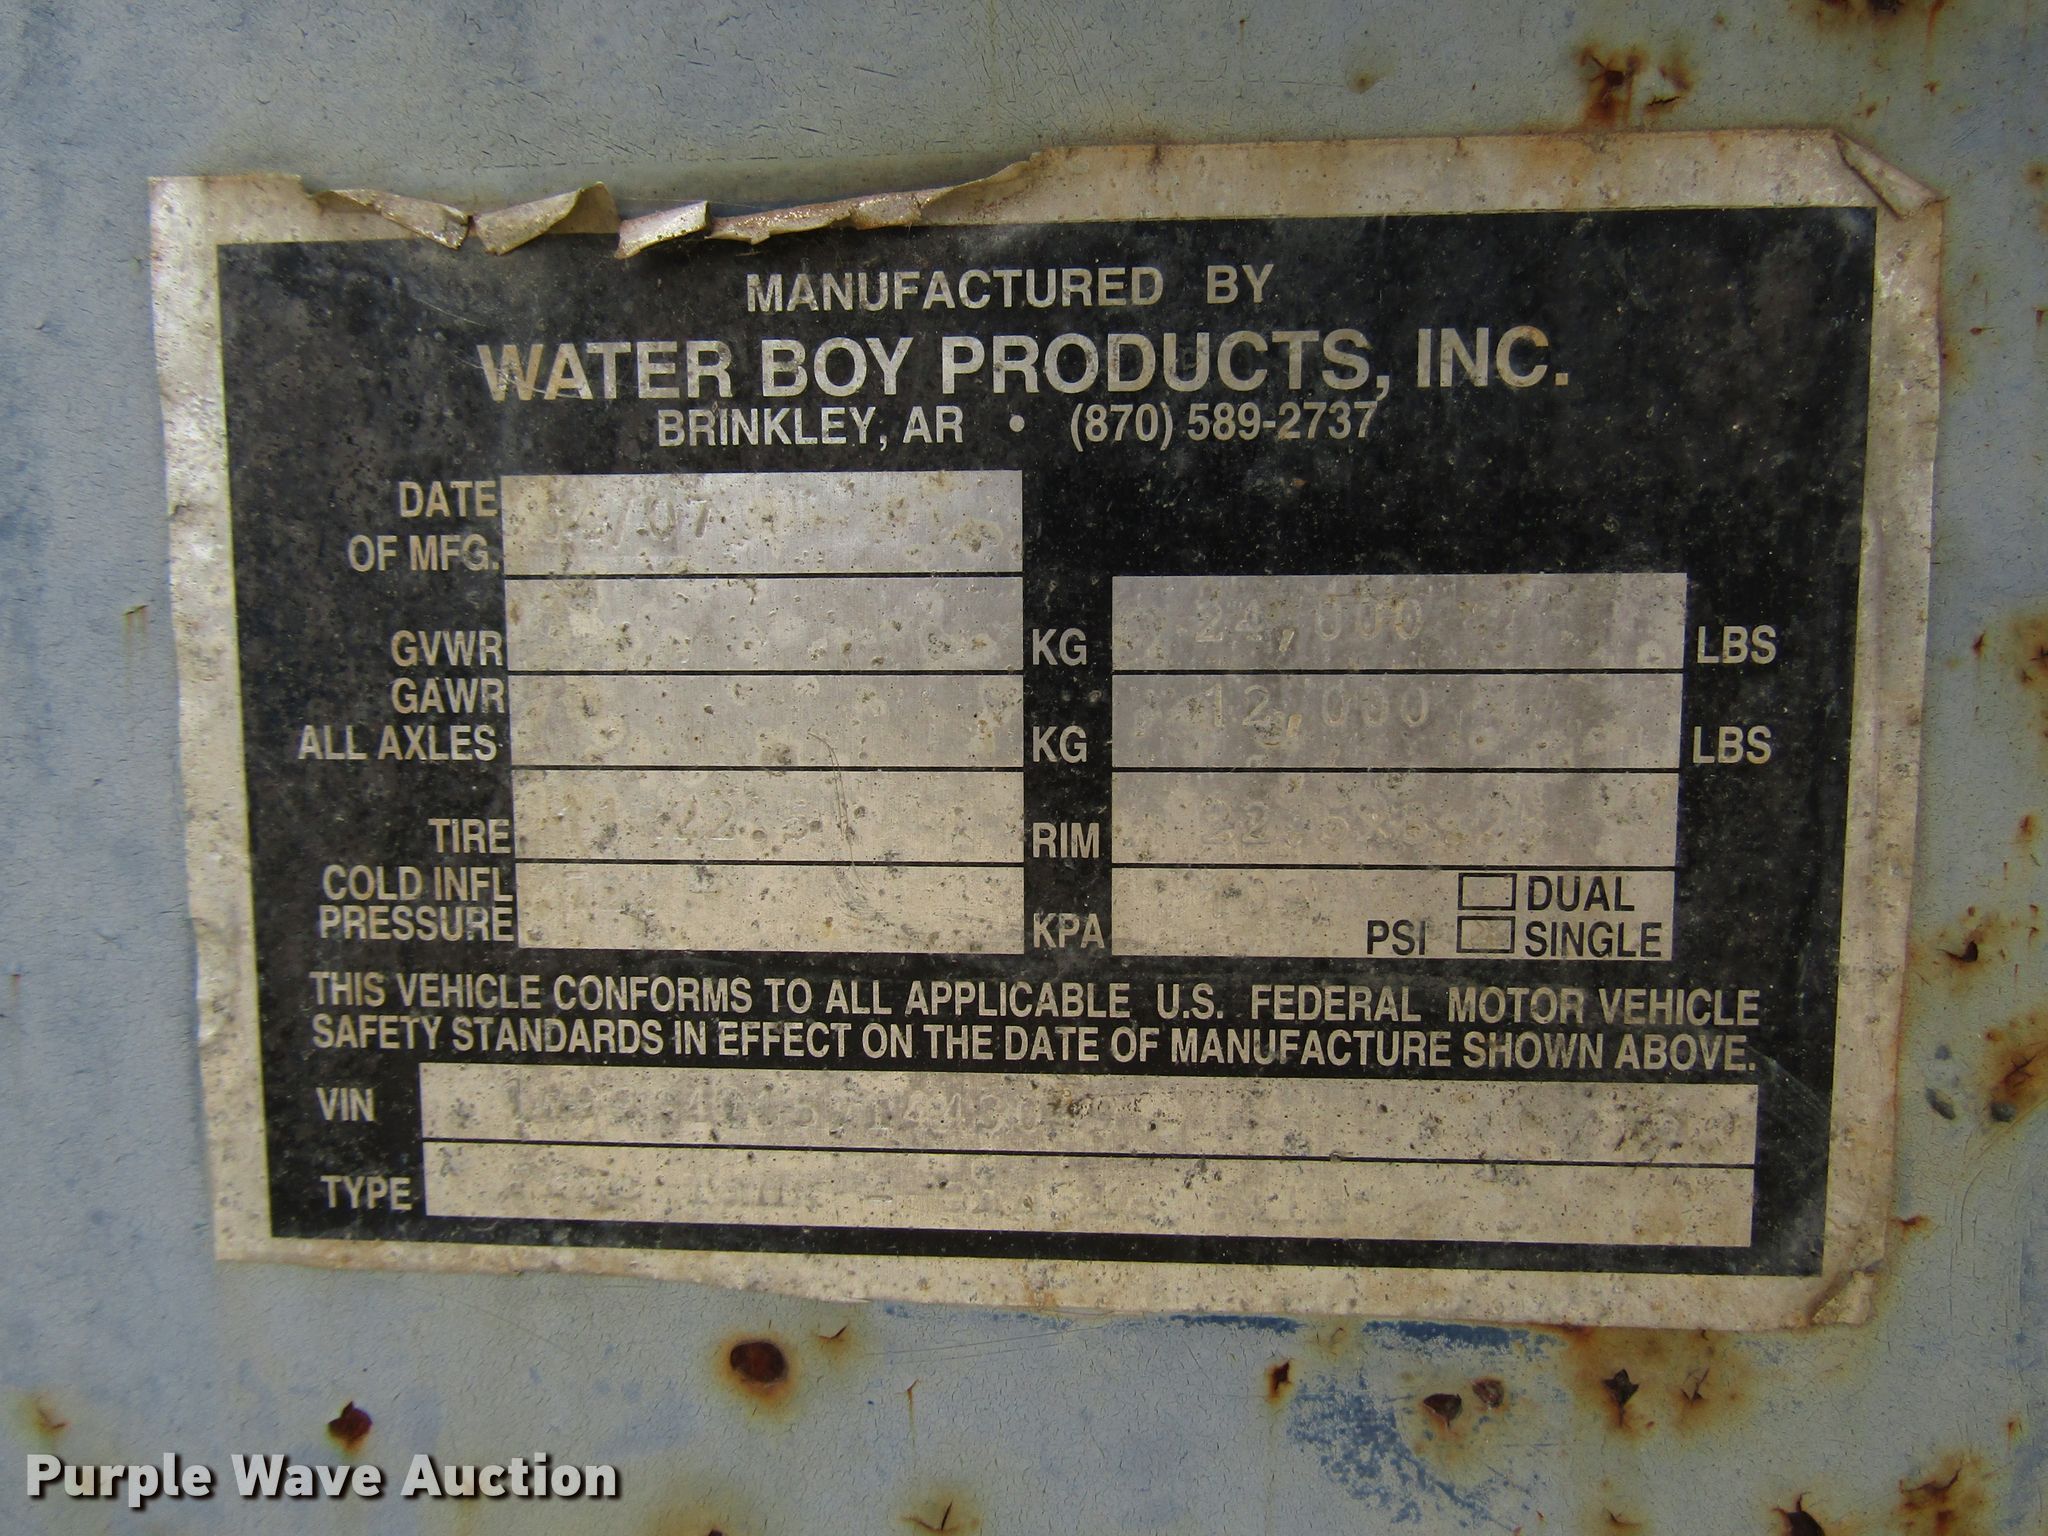 MANUFACTURED BY
WATER BOY PRODUCTS, INC.
BRINKLEY, AR • (870) 589-2737
DATE
OF MFG.
GVWR KG 24,000 LBS
GAWR
ALL AXLES KG 12,000 LBS
TIRE 22.5 RIM
COLD INFL
PRESSURE KPA PSI DUAL
SINGLE
THIS VEHICLE CONFORMS TO ALL APPLICABLE U.S. FEDERAL MOTOR VEHICLE
SAFETY STANDARDS IN EFFECT ON THE DATE OF MANUFACTURE SHOWN ABOVE.
VIN
TYPE
Purple Wave Auction